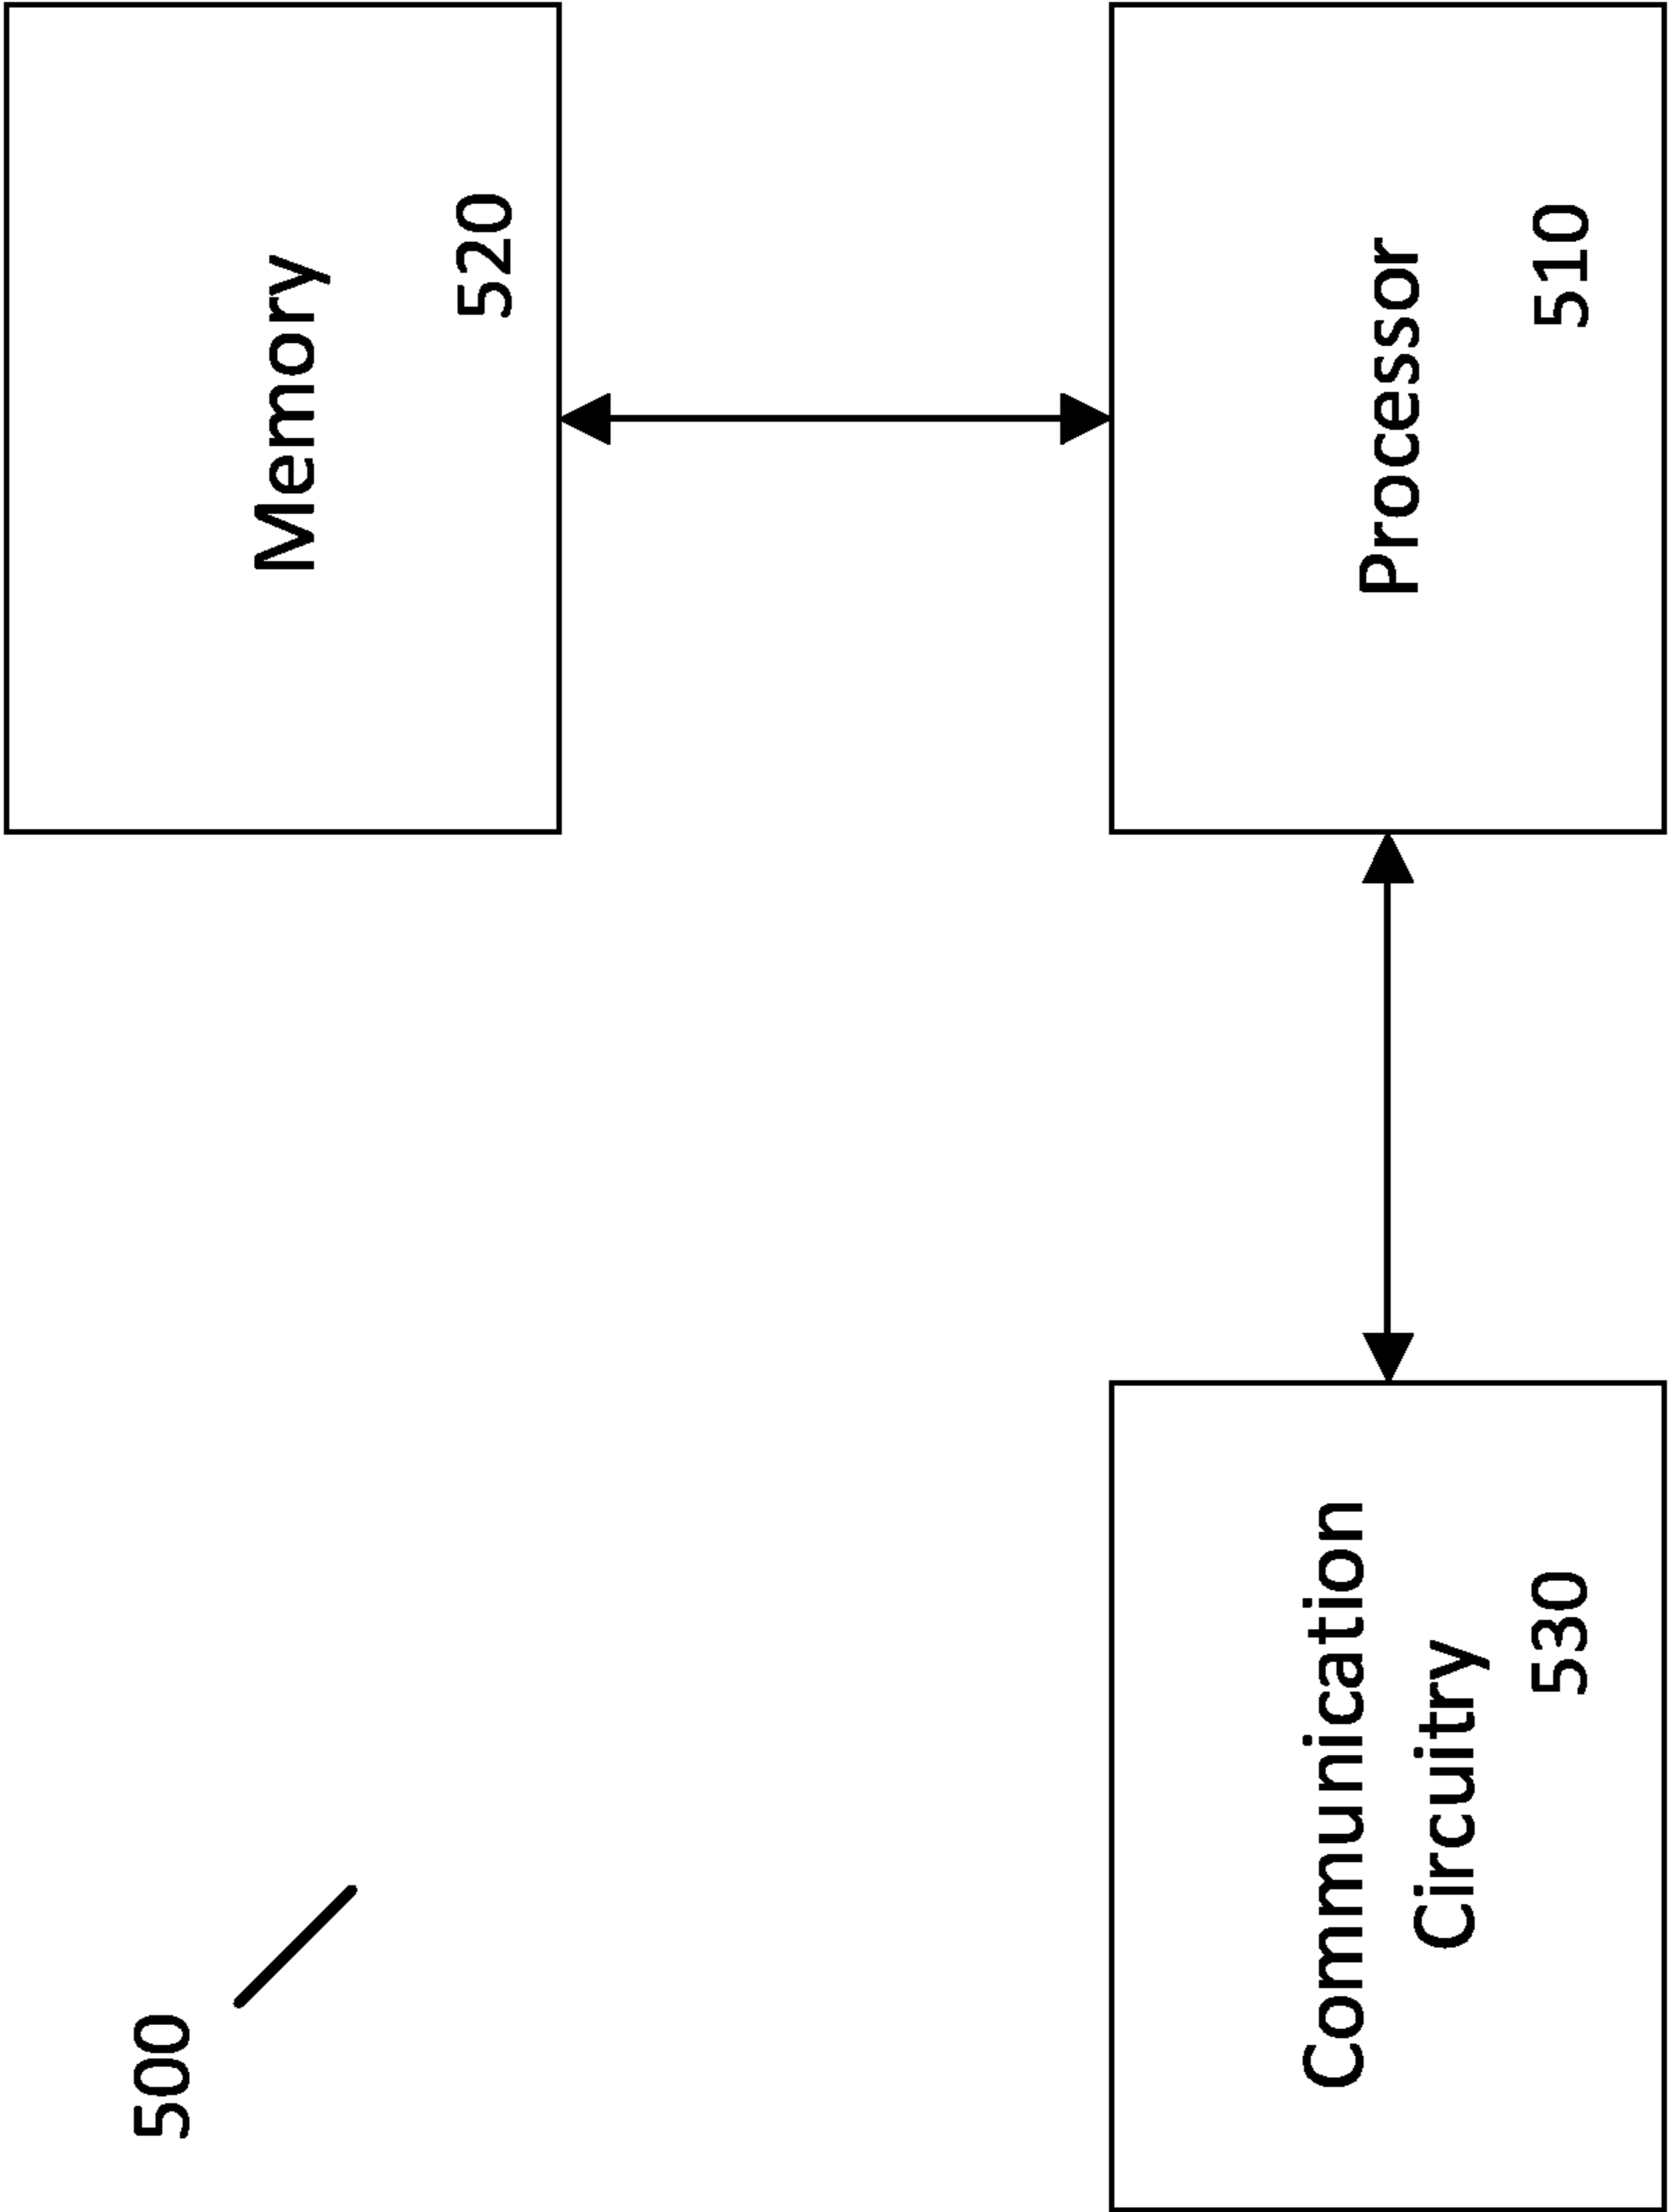 500
Memory
520
Communication
Circuitry
530
Processor
510